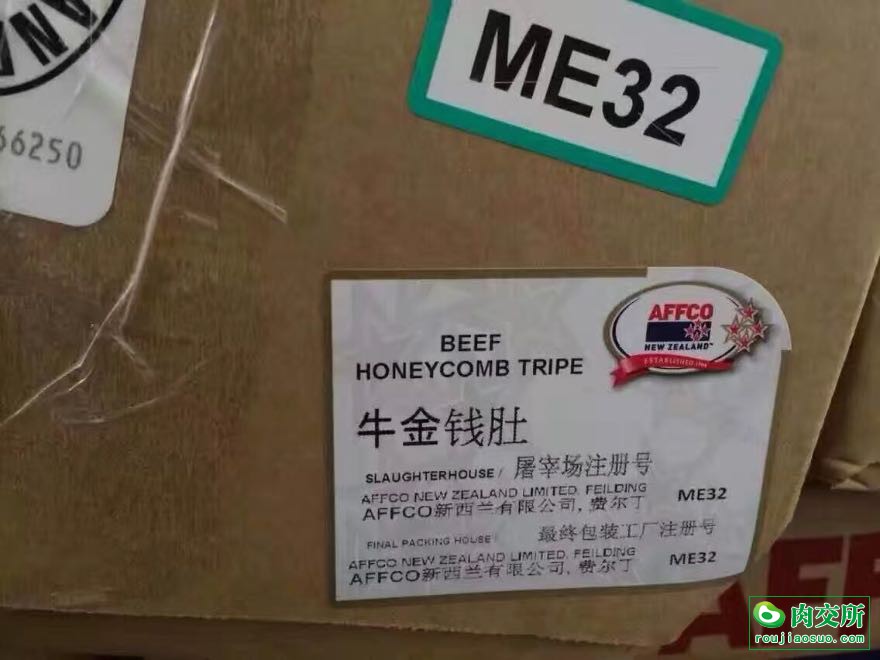 ME32
66250
BEEF
HONEYCOMB TRIPE
AFFCO
NEW ZEALAND
牛金钱肚
SLAUGHTERHOUSE / 屠宰场注册号
AFFCO NEW ZEALAND LIMITED, FEILDING ME32
AFFCO新西兰有限公司, 费尔丁
FINAL PACKING HOUSE / 最终包装工厂注册号
AFFCO NEW ZEALAND LIMITED, FEILDING ME32
AFFCO新西兰有限公司, 费尔丁
肉交所
roujiaosuo.com